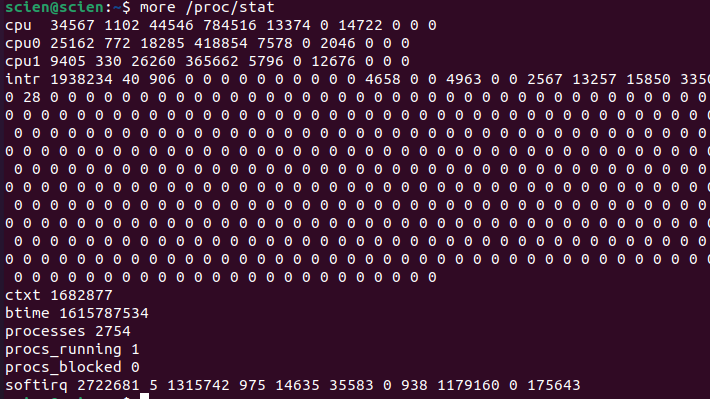 scien@scien:~$ more /proc/stat
cpu  34567 1102 44546 784516 13374 0 14722 0 0 0
cpu0 25162 772 18285 418854 7578 0 2046 0 0 0
cpu1 9405 330 26260 365662 5796 0 12676 0 0 0
intr 1938234 40 906 0 0 0 0 0 0 0 0 0 0 4658 0 0 4963 0 0 2567 13257 15850 3350
0 28 0 0 0 0 0 0 0 0 0 0 0 0 0 0 0 0 0 0 0 0 0 0 0 0 0 0 0 0 0 0 0 0 0 0 0 0 0
0 0 0 0 0 0 0 0 0 0 0 0 0 0 0 0 0 0 0 0 0 0 0 0 0 0 0 0 0 0 0 0 0 0 0 0 0 0 0
0 0 0 0 0 0 0 0 0 0 0 0 0 0 0 0 0 0 0 0 0 0 0 0 0 0 0 0 0 0 0 0 0 0 0 0 0 0 0
0 0 0 0 0 0 0 0 0 0 0 0 0 0 0 0 0 0 0 0 0 0 0 0 0 0 0 0 0 0 0 0 0 0 0 0 0 0 0
0 0 0 0 0 0 0 0 0 0 0 0 0 0 0 0 0 0 0 0 0 0 0 0 0 0 0 0 0 0 0 0 0 0 0 0 0 0 0
0 0 0 0 0 0 0 0 0 0 0 0 0 0 0 0 0 0 0 0 0 0 0 0 0 0 0 0 0 0 0 0 0 0 0 0 0 0 0
0 0 0 0 0 0 0 0 0 0 0 0 0 0 0 0 0 0 0 0 0 0 0 0 0 0 0 0 0 0 0 0 0 0 0 0 0 0 0
0 0 0 0 0 0 0 0 0 0 0 0 0 0 0 0 0 0 0 0 0 0 0 0 0 0 0 0 0 0 0 0 0 0 0 0 0 0 0
0 0 0 0 0 0 0 0 0 0 0 0 0 0 0 0 0 0 0 0 0 0 0 0 0 0 0 0 0 0 0 0 0 0 0 0 0 0 0
0 0 0 0 0 0 0 0 0 0 0 0 0 0 0 0 0 0 0 0 0 0 0 0 0 0 0 0 0 0 0 0 0 0 0 0 0 0 0
0 0 0 0 0 0 0 0 0 0 0 0 0 0 0 0 0 0 0 0 0 0 0 0
ctxt 1682877
btime 1615787534
processes 2754
procs_running 1
procs_blocked 0
softirq 2722681 5 1315742 975 14635 35583 0 938 1179160 0 175643